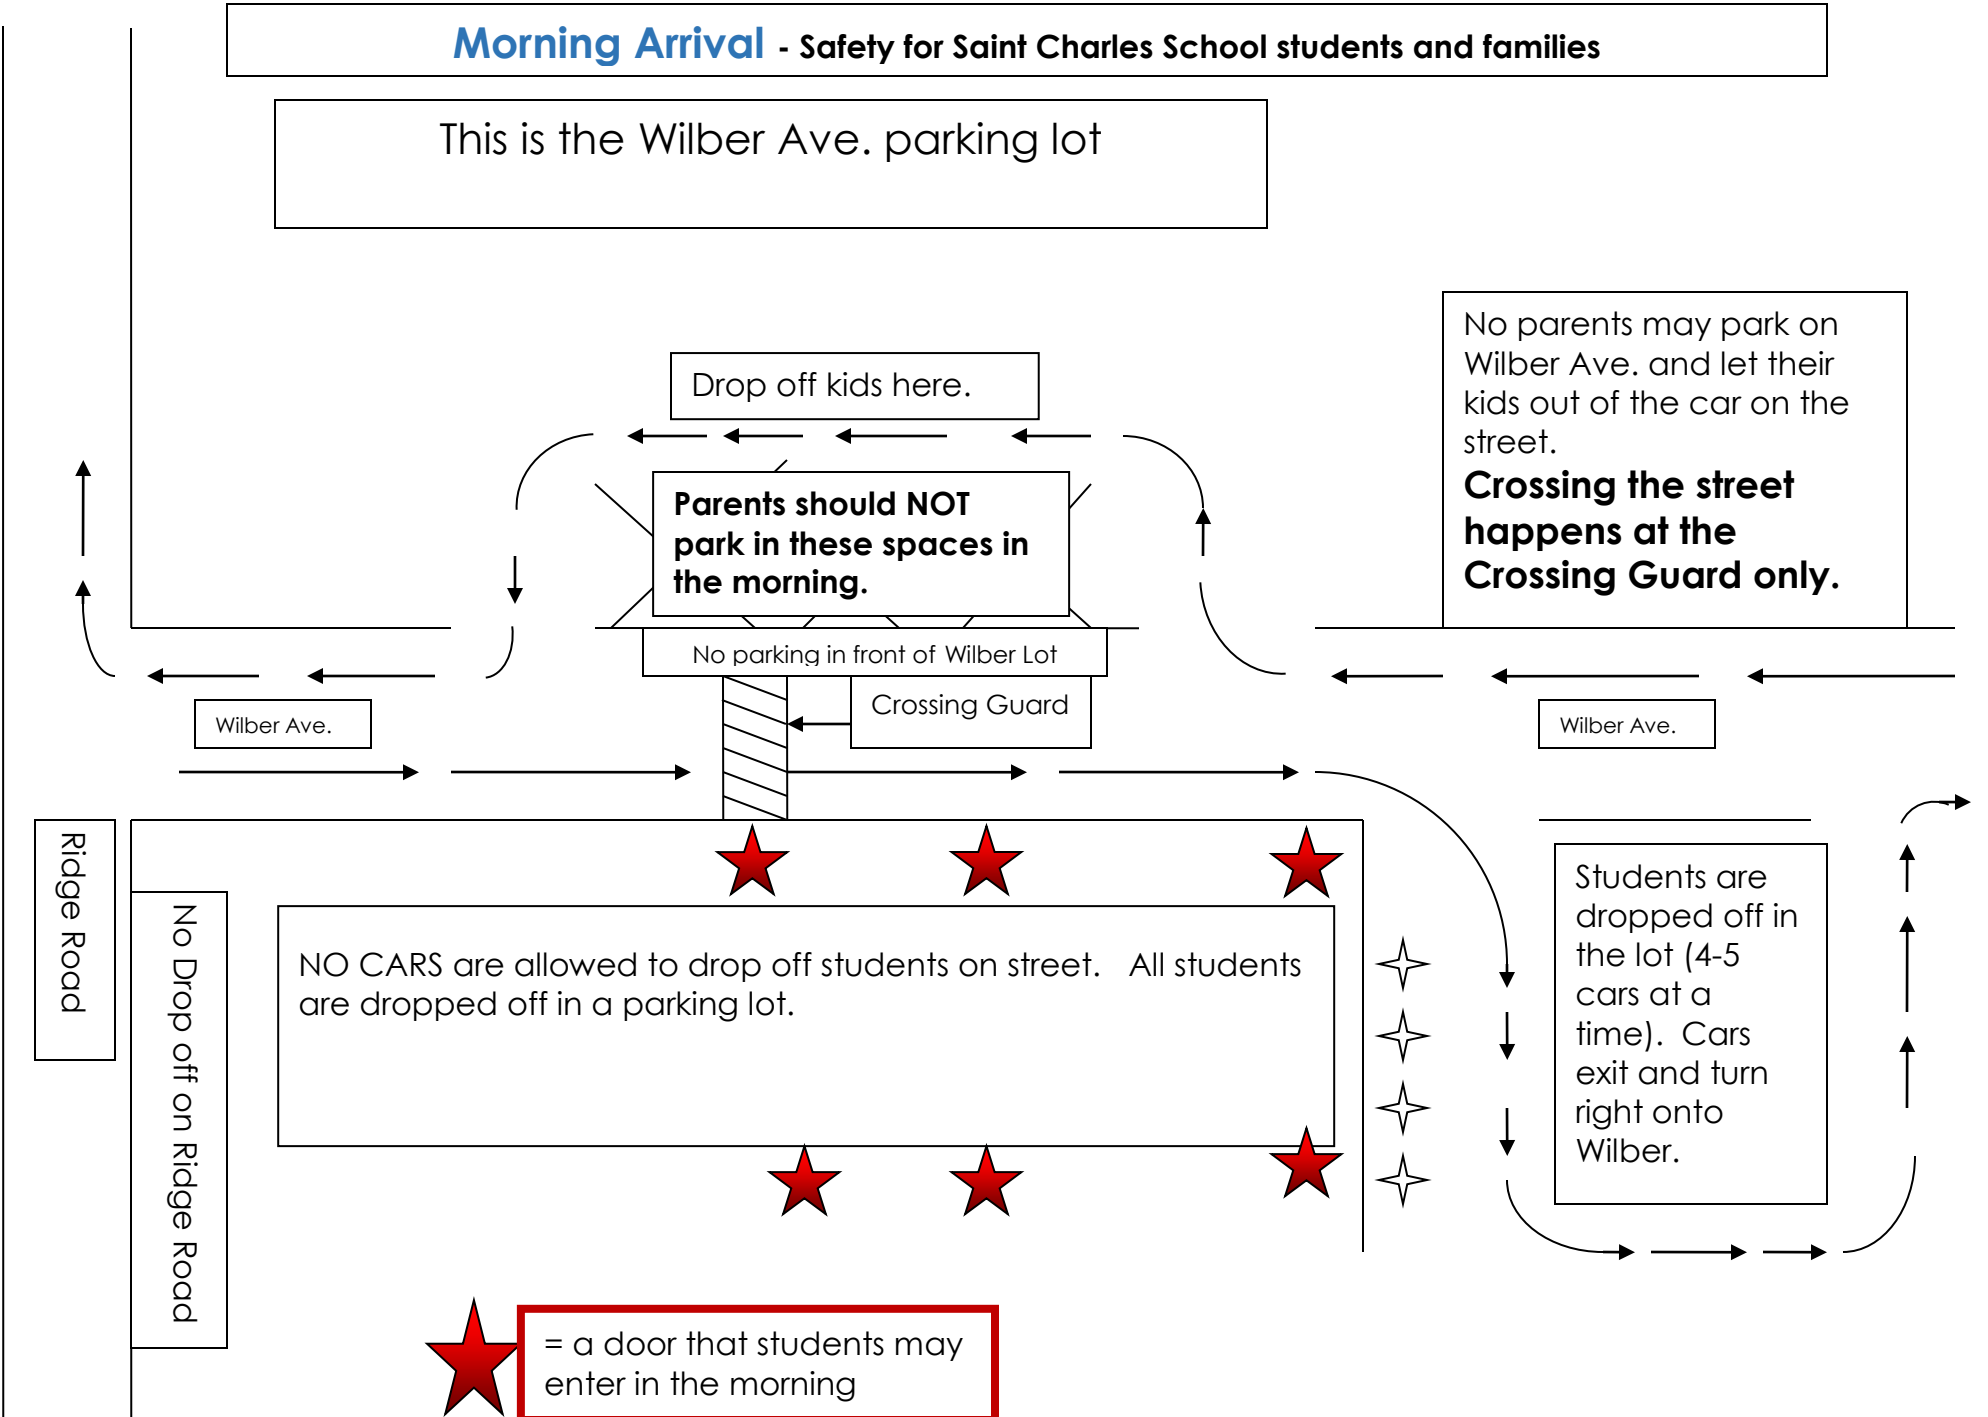 Morning Arrival - Safety for Saint Charles School students and families
This is the Wilber Ave. parking lot
No parents may park on
Wilber Ave. and let their
kids out of the car on the
street.
Crossing the street
happens at the
Crossing Guard only.
Drop off kids here.
Parents should NOT
park in these spaces in
the morning.
No parking in front of Wilber Lot
Crossing Guard
Wilber Ave.
Wilber Ave.
Ridge Road
No Drop off on Ridge Road
NO CARS are allowed to drop off students on street. All students
are dropped off in a parking lot.
Students are
dropped off in
the lot (4-5
cars at a
time). Cars
exit and turn
right onto
Wilber.
= a door that students may
enter in the morning